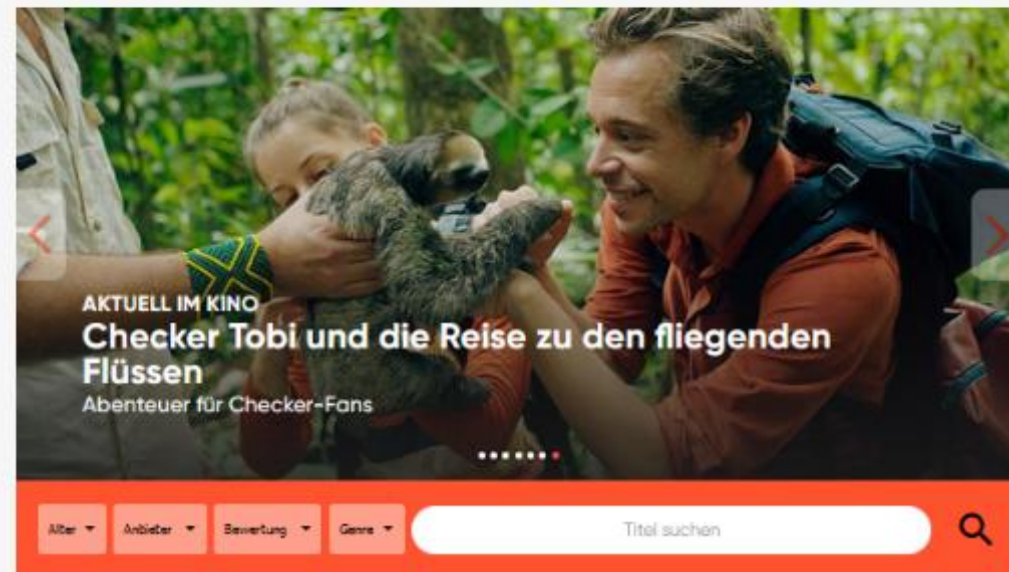 AKTUELL IM KINO
Checker Tobi und die Reise zu den fliegenden
Flüssen
Abenteuer für Checker-Fans
Alter Anbieter Bewertung Genre Titel suchen